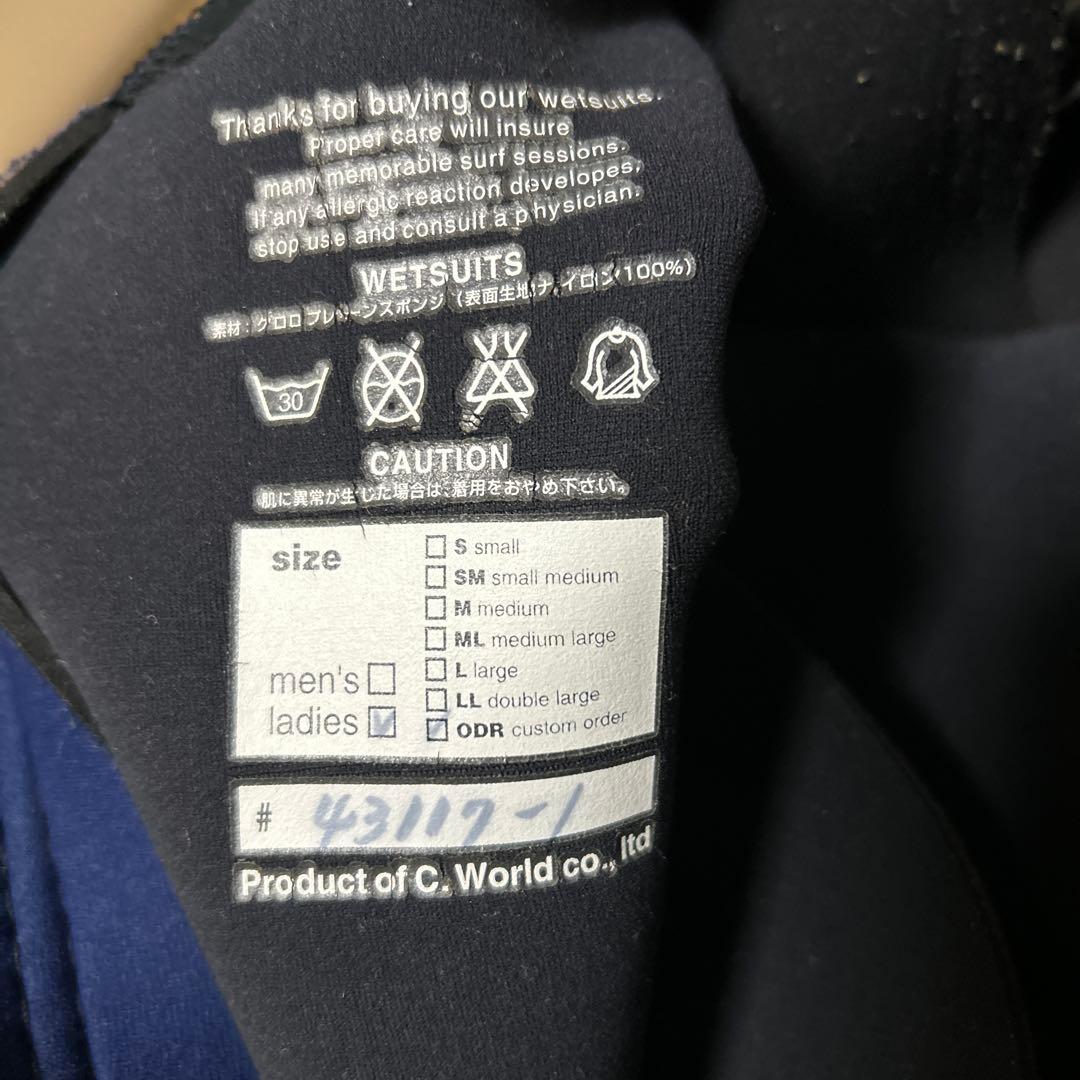 Thanks for buying our wetsuits.
Proper care will insure
many memorable surf sessions.
If any allergic reaction developes,
stop use and consult a physician.
WETSUITS
素材：クロロプレーンスポンジ（表面生地ナイロン100%）
30
CAUTION
肌に異常が生じた場合は、着用をおやめ下さい。
size
S small
SM small medium
M medium
ML medium large
L large
LL double large
ODR custom order
men's
ladies
# 43117-1
Product of C. World co., ltd